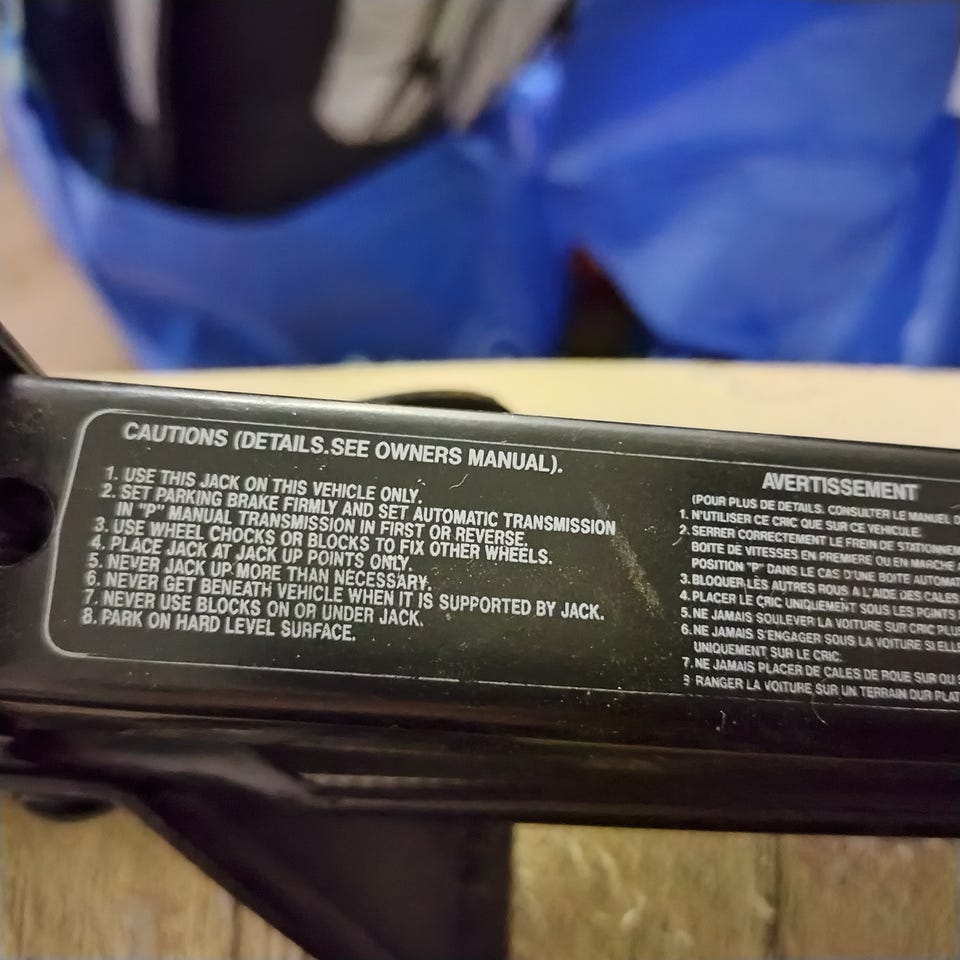 CAUTIONS (DETAILS.SEE OWNERS MANUAL).
1. USE THIS JACK ON THIS VEHICLE ONLY.
2. SET PARKING BRAKE FIRMLY AND SET AUTOMATIC TRANSMISSION
IN "P" MANUAL TRANSMISSION IN FIRST OR REVERSE.
3. USE WHEEL CHOCKS OR BLOCKS TO FIX OTHER WHEELS.
4. PLACE JACK AT JACK UP POINTS ONLY.
5. NEVER JACK UP MORE THAN NECESSARY.
6. NEVER GET BENEATH VEHICLE WHEN IT IS SUPPORTED BY JACK.
7. NEVER USE BLOCKS ON OR UNDER JACK.
8. PARK ON HARD LEVEL SURFACE.
AVERTISSEMENT
(POUR PLUS DE DETAILS. CONSULTER LE MANUEL
1. N'UTILISER CE CRIC QUE SUR CE VEHICULE.
2. SERRER CORRECTEMENT LE FREIN DE
BOITE DE VITESSES EN PREMIERE OU EN MARCHE
POSITION "P" DANS LE CAS D'UNE BOITE
3. BLOQUER LES AUTRES ROUS A L'AIDE DES CALES
4. PLACER LE CRIC UNIQUEMENT SOUS LES POINTS
5. NE JAMAIS SOULEVER LA VOITURE SUR CRIC
6. NE JAMAIS S'ENGAGER SOUS LA VOITURE SI
UNIQUEMENT SUR LE CRIC.
7. NE JAMAIS PLACER DE CALES DE ROUE SUR OU
8 RANGER LA VOITURE SUR UN TERRAIN DUR